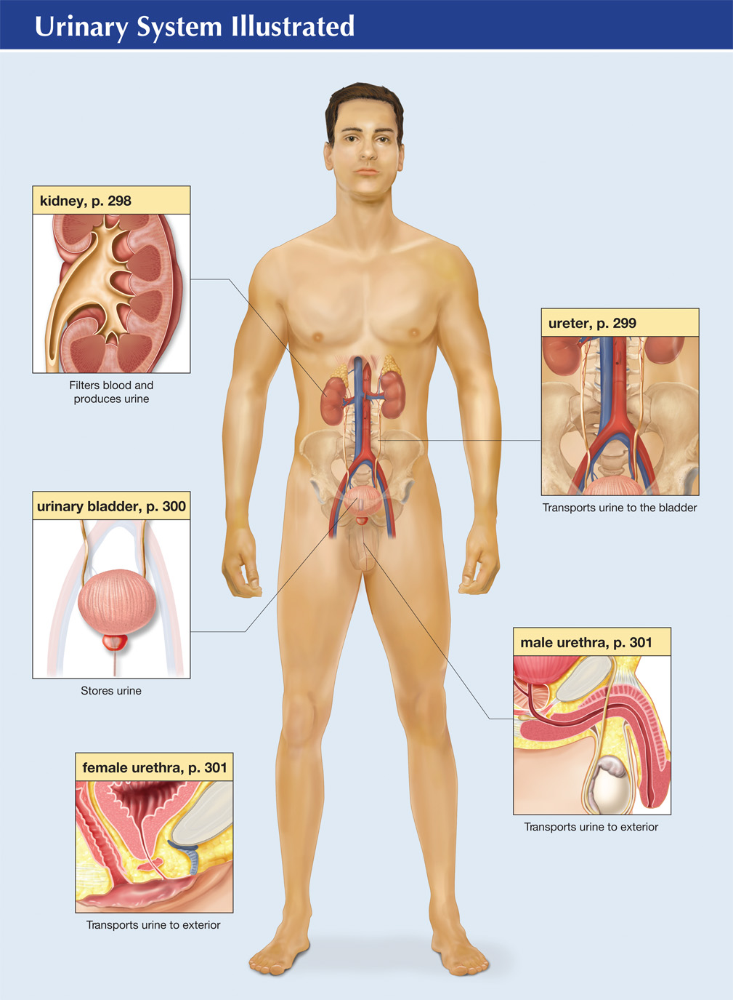 Urinary System Illustrated
kidney, p. 298
Filters blood and
produces urine
ureter, p. 299
Transports urine to the bladder
urinary bladder, p. 300
Stores urine
male urethra, p. 301
Transports urine to exterior
female urethra, p. 301
Transports urine to exterior